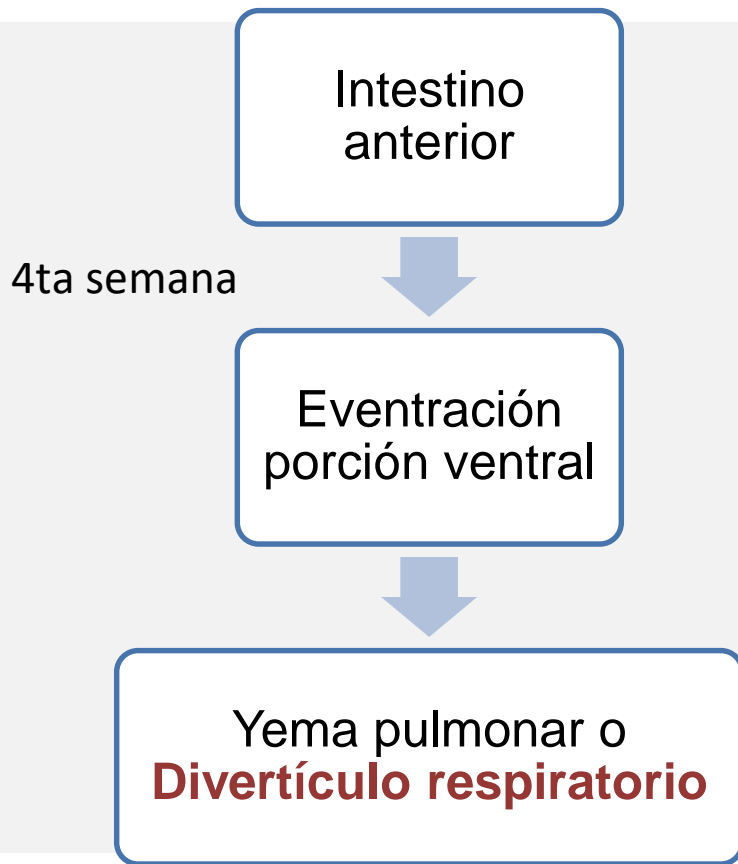 Intestino
anterior
4ta semana
Eventración
porción ventral
Yema pulmonar o
Divertículo respiratorio